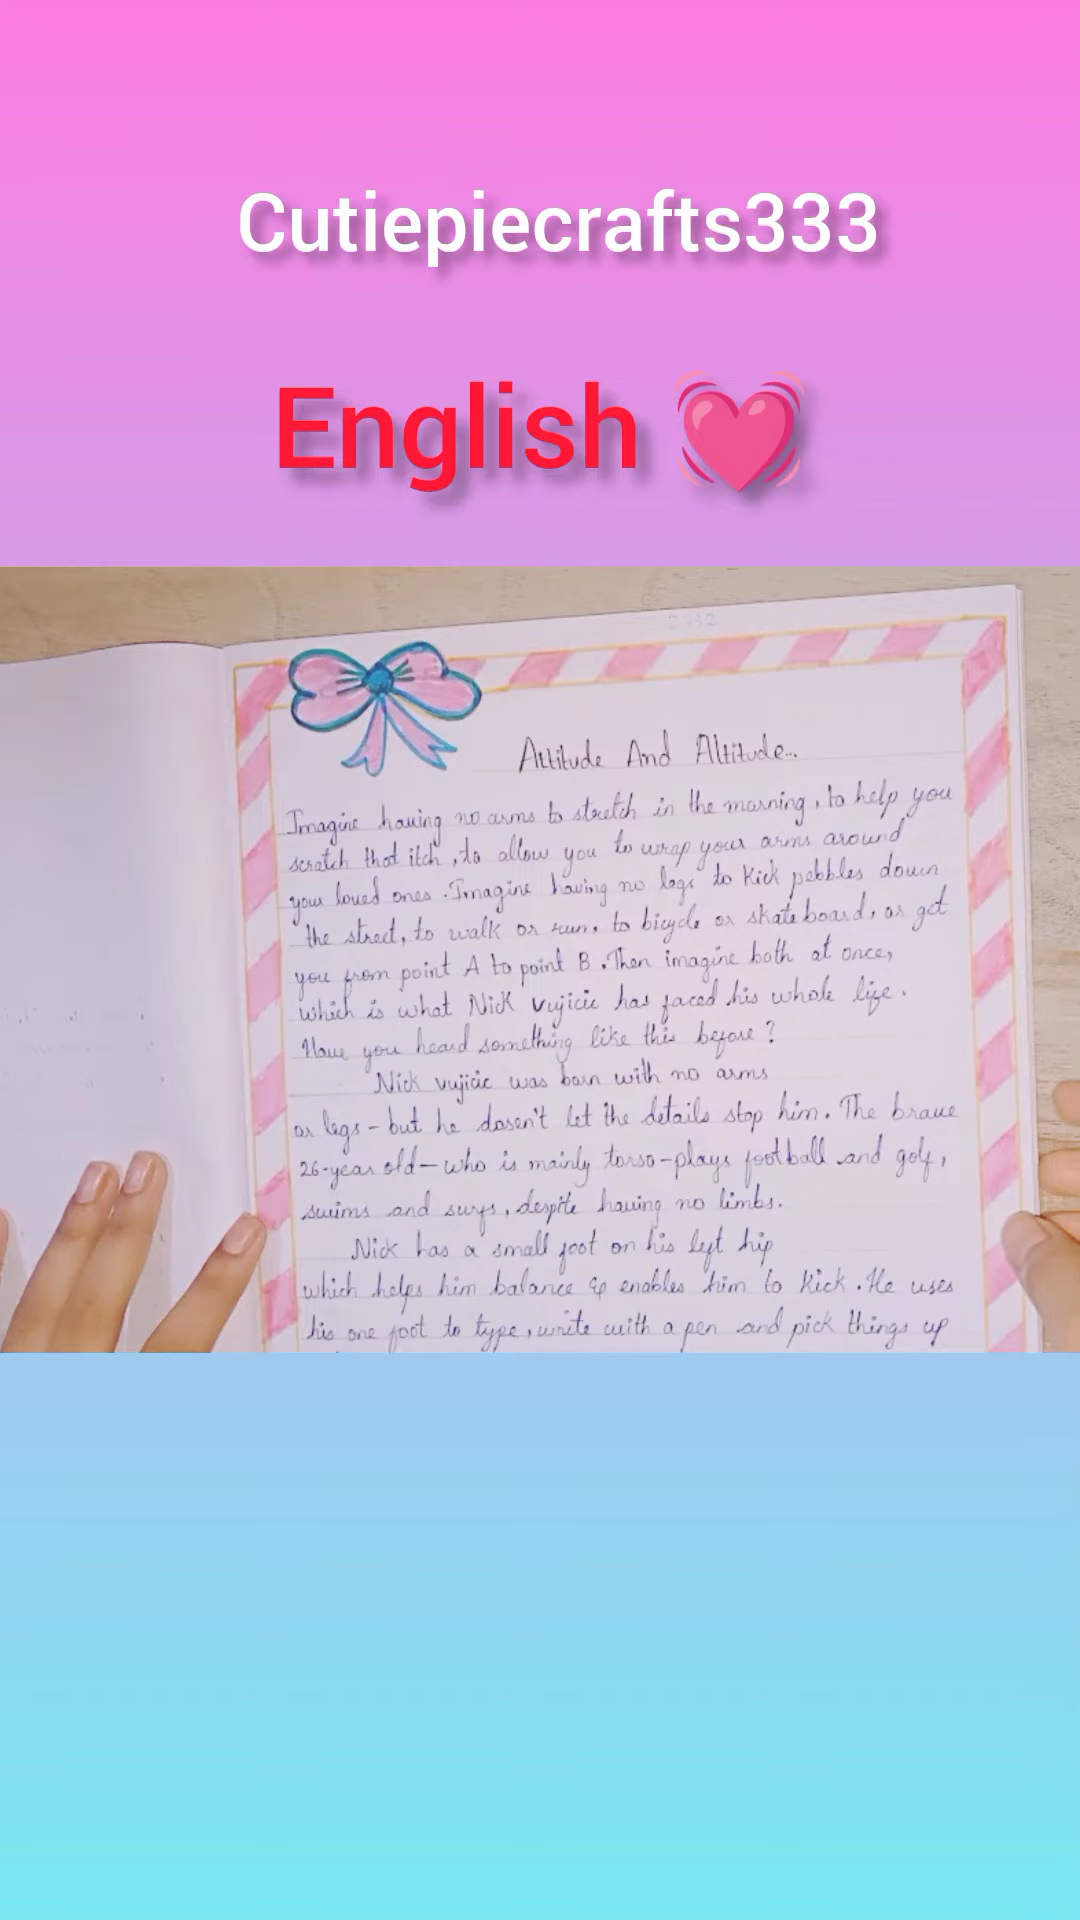 Cutiepiecrafts333
English
Attitude And Altitude...
Imagine having no arms to stretch in the morning, to help you
scratch that itch, to allow you to wrap your arms around
your loved ones. Imagine having no legs to kick pebbles down
the street, to walk or run, to bicycle or skateboard, or get
you from point A to point B. Then imagine both at once,
which is what Nick vujicic has faced his whole life.
Have you heard something like this before?
Nick vujicic was born with no arms
or legs - but he dosen't let the details stop him. The brave
26-year old - who is mainly torso - plays football and golf,
swims and surfs, despite having no limbs.
Nick has a small foot on his left hip
which helps him balance & enables him to kick. He uses
his one foot to type, write with a pen and pick things up